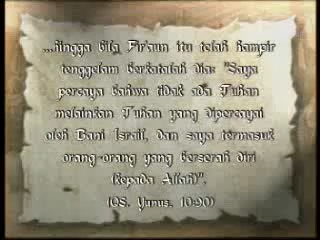 ...hingga bila Fir'aun itu telah hampir
tenggelam berkatalah dia: "Saya
percaya bahwa tidak ada Tuhan
melainkan Tuhan yang dipercayai
oleh Bani Israil, dan saya termasuk
orang-orang yang berserah diri
(kepada Allah)".
(QS. Yunus, 10:90)